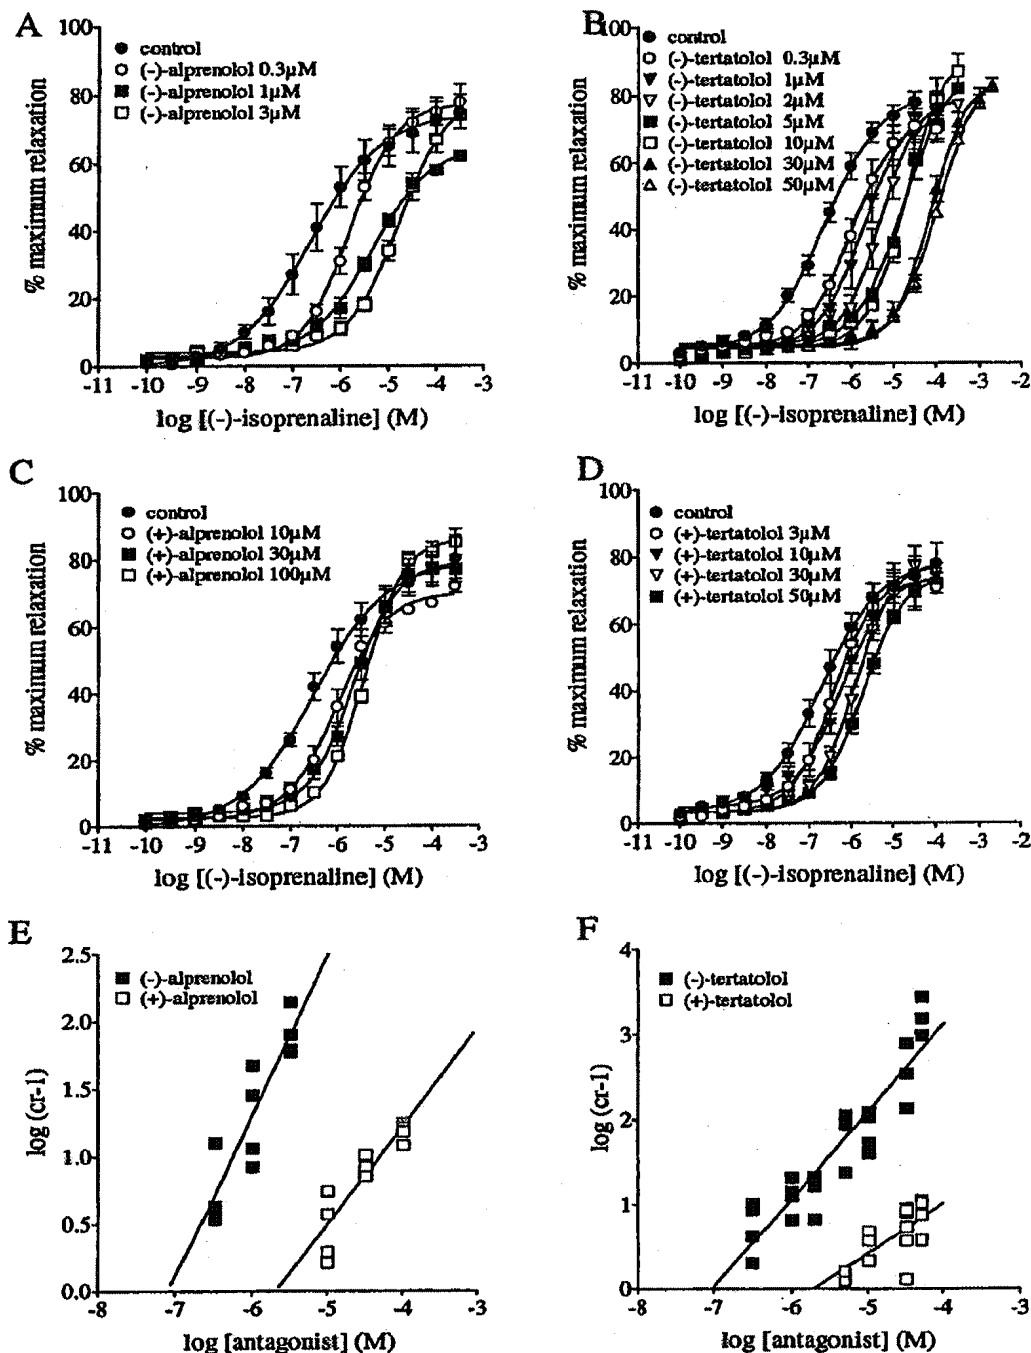 A
100
80
60
40
20
0
% maximum relaxation
control
(-)-alprenolol 0.3µM
(-)-alprenolol 1µM
(-)-alprenolol 3µM
-11 -10 -9 -8 -7 -6 -5 -4 -3
log [(-)-isoprenaline] (M)
B
100
80
60
40
20
0
% maximum relaxation
control
(-)-tertatolol 0.3µM
(-)-tertatolol 1µM
(-)-tertatolol 2µM
(-)-tertatolol 5µM
(-)-tertatolol 10µM
(-)-tertatolol 30µM
(-)-tertatolol 50µM
-11 -10 -9 -8 -7 -6 -5 -4 -3 -2
log [(-)-isoprenaline] (M)
C
100
80
60
40
20
0
% maximum relaxation
control
(+)-alprenolol 10µM
(+)-alprenolol 30µM
(+)-alprenolol 100µM
-11 -10 -9 -8 -7 -6 -5 -4 -3
log [(-)-isoprenaline] (M)
D
100
80
60
40
20
0
% maximum relaxation
control
(+)-tertatolol 3µM
(+)-tertatolol 10µM
(+)-tertatolol 30µM
(+)-tertatolol 50µM
-11 -10 -9 -8 -7 -6 -5 -4 -3 -2
log [(-)-isoprenaline] (M)
E
2.5
2.0
1.5
1.0
0.5
0.0
log (cr-1)
(-)-alprenolol
(+)-alprenolol
-8 -7 -6 -5 -4 -3
log [antagonist] (M)
F
4
3
2
1
0
log (cr-1)
(-)-tertatolol
(+)-tertatolol
-8 -7 -6 -5 -4 -3
log [antagonist] (M)